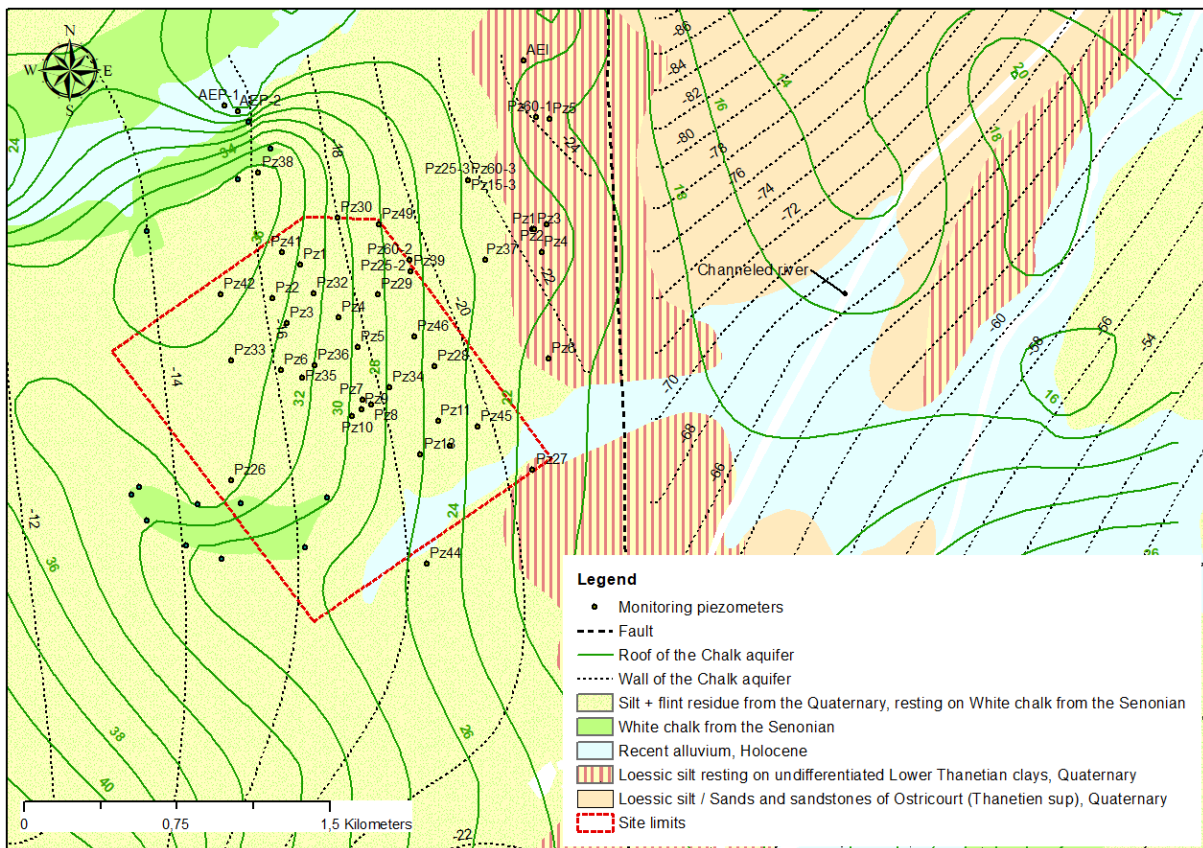 N
W E
S
AEI
AEP-1
AEP-2
Pz60-1 Pz5
-86
-84
-82
-80
-78
-76
-74
-72
14
16
18
20
18
24
34
-18
-24
Pz38
Pz25-3 Pz60-3
Pz15-3
36
Pz30
Pz49
Pz1 Pz3
Pz2
Pz4
Pz41
Pz1
Pz60-2
Pz39
Pz25-2
Pz37
-22
Channeled river
Pz42
Pz2
Pz32
Pz29
Pz3
Pz4
-20
-16
Pz46
-60
-56
-58
-54
Pz33
Pz6
Pz36
Pz5
Pz28
Pz6
Pz35
28
-14
Pz34
-70
32
30
22
16
Pz7
Pz9
Pz8
Pz10
Pz11
Pz45
-68
Pz12
-66
Pz26
Pz27
-12
24
Pz44
36
26
26
38
40
-22
Legend
Monitoring piezometers
Fault
Roof of the Chalk aquifer
Wall of the Chalk aquifer
Silt + flint residue from the Quaternary, resting on White chalk from the Senonian
White chalk from the Senonian
Recent alluvium, Holocene
Loessic silt resting on undifferentiated Lower Thanetian clays, Quaternary
Loessic silt / Sands and sandstones of Ostricourt (Thanetien sup), Quaternary
Site limits
0 0,75 1,5 Kilometers